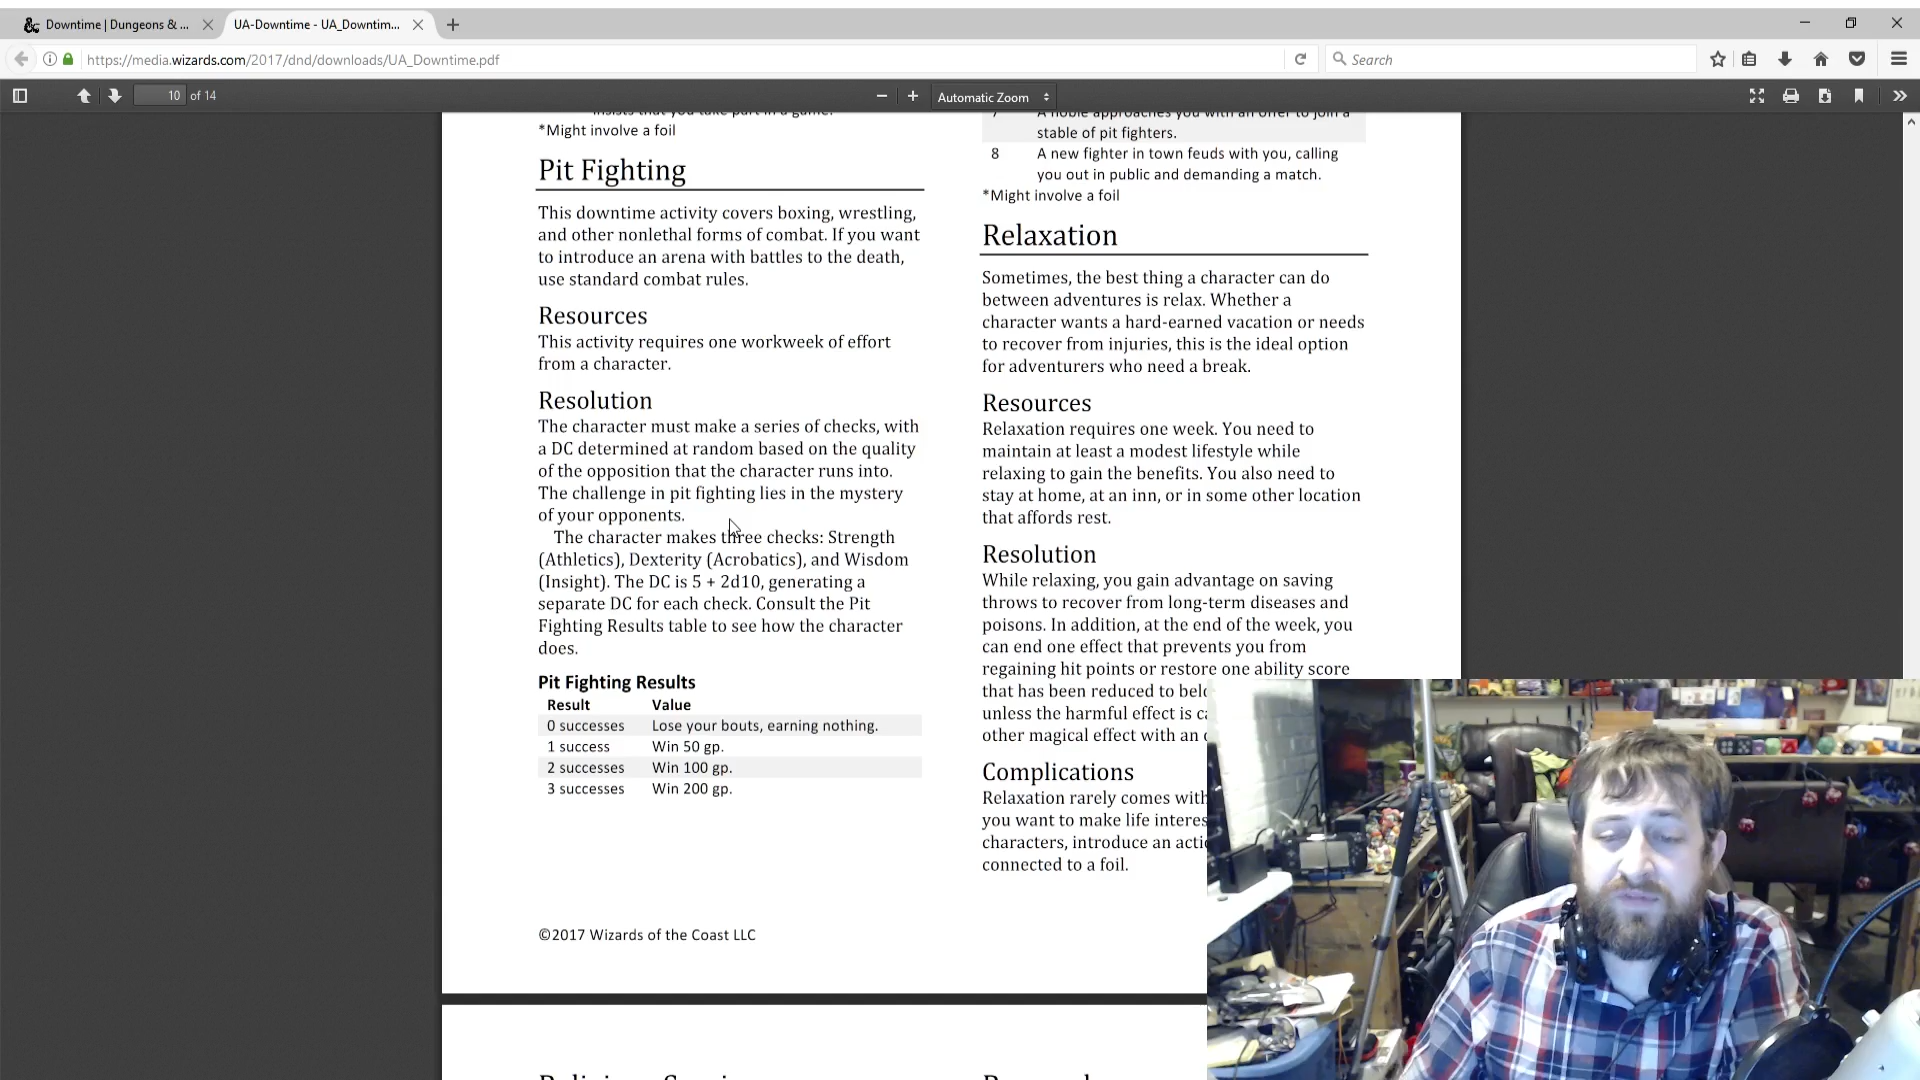 Downtime | Dungeons & ...
UA-Downtime - UA_Downtim...
https://media.wizards.com/2017/dnd/downloads/UA_Downtime.pdf
Search
10 of 14
Automatic Zoom
insists that you take part in a game.
*Might involve a foil
Pit Fighting
This downtime activity covers boxing, wrestling,
and other nonlethal forms of combat. If you want
to introduce an arena with battles to the death,
use standard combat rules.
Resources
This activity requires one workweek of effort
from a character.
Resolution
The character must make a series of checks, with
a DC determined at random based on the quality
of the opposition that the character runs into.
The challenge in pit fighting lies in the mystery
of your opponents.
The character makes three checks: Strength
(Athletics), Dexterity (Acrobatics), and Wisdom
(Insight). The DC is 5 + 2d10, generating a
separate DC for each check. Consult the Pit
Fighting Results table to see how the character
does.
Pit Fighting Results
Result Value
0 successes Lose your bouts, earning nothing.
1 success Win 50 gp.
2 successes Win 100 gp.
3 successes Win 200 gp.
©2017 Wizards of the Coast LLC
7 A noble approaches you with an offer to join a
stable of pit fighters.
8 A new fighter in town feuds with you, calling
you out in public and demanding a match.
*Might involve a foil
Relaxation
Sometimes, the best thing a character can do
between adventures is relax. Whether a
character wants a hard-earned vacation or needs
to recover from injuries, this is the ideal option
for adventurers who need a break.
Resources
Relaxation requires one week. You need to
maintain at least a modest lifestyle while
relaxing to gain the benefits. You also need to
stay at home, at an inn, or in some other location
that affords rest.
Resolution
While relaxing, you gain advantage on saving
throws to recover from long-term diseases and
poisons. In addition, at the end of the week, you
can end one effect that prevents you from
regaining hit points or restore one ability score
that has been reduced to
unless the harmful effect is
other magical effect with an
Complications
Relaxation rarely comes with
you want to make life
characters, introduce an
connected to a foil.